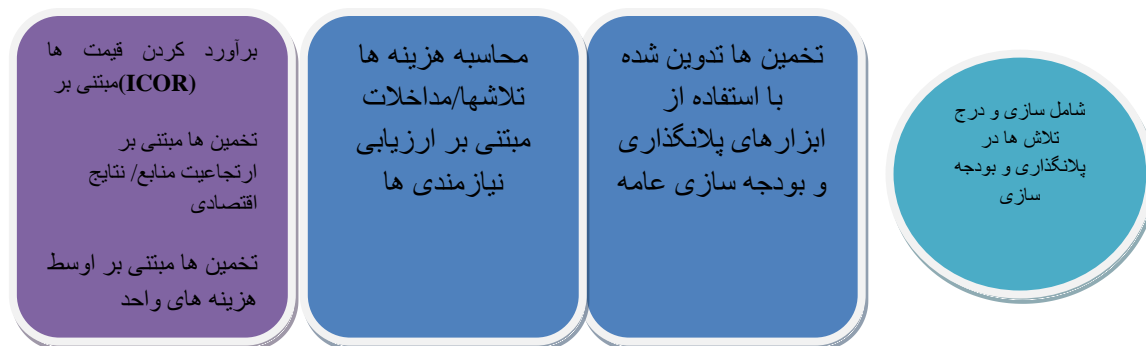 شامل سازی و درج
تلاش ها در
پلانگذاری و بودجه
سازی
تخمین ها تدوین شده
با استفاده از
ابزارهای پلانگذاری
و بودجه سازی عامه
محاسبه هزینه ها
تلاشها/مداخلات
مبتنی بر ارزیابی
نیازمندی ها
برآورد کردن قیمت ها
مبتنی بر(ICOR)
تخمین ها مبتنی بر
ارتجاعیت منابع/ نتایج
اقتصادی
تخمین ها مبتنی بر اوسط
هزینه های واحد